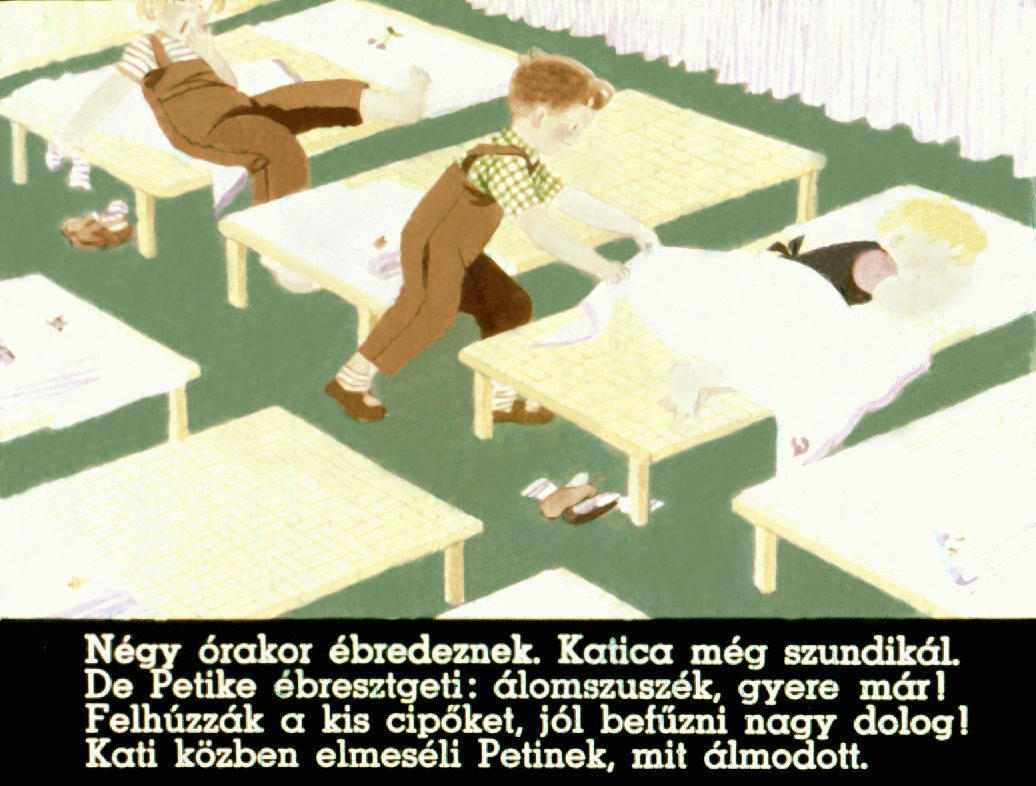 Négy órakor ébredeznek. Katica még szundikál.
De Petike ébresztgeti: álomszuszék, gyere már!
Felhúzzák a kis cipőket, jól befűzni nagy dolog!
Kati közben elmeséli Petinek, mit álmodott.